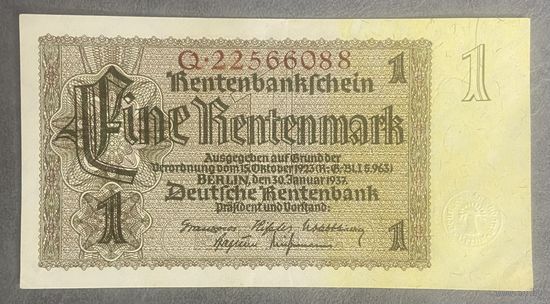 Q·22566088
Rentenbankschein
1
1
Eine Rentenmark
Ausgegeben auf Grund der
Verordnung vom 15. Oktober 1923 (R.G.Bl.I S.963)
BERLIN, den 30. Januar 1937.
Deutsche Rentenbank
Präsident und Vorstand:
1
1